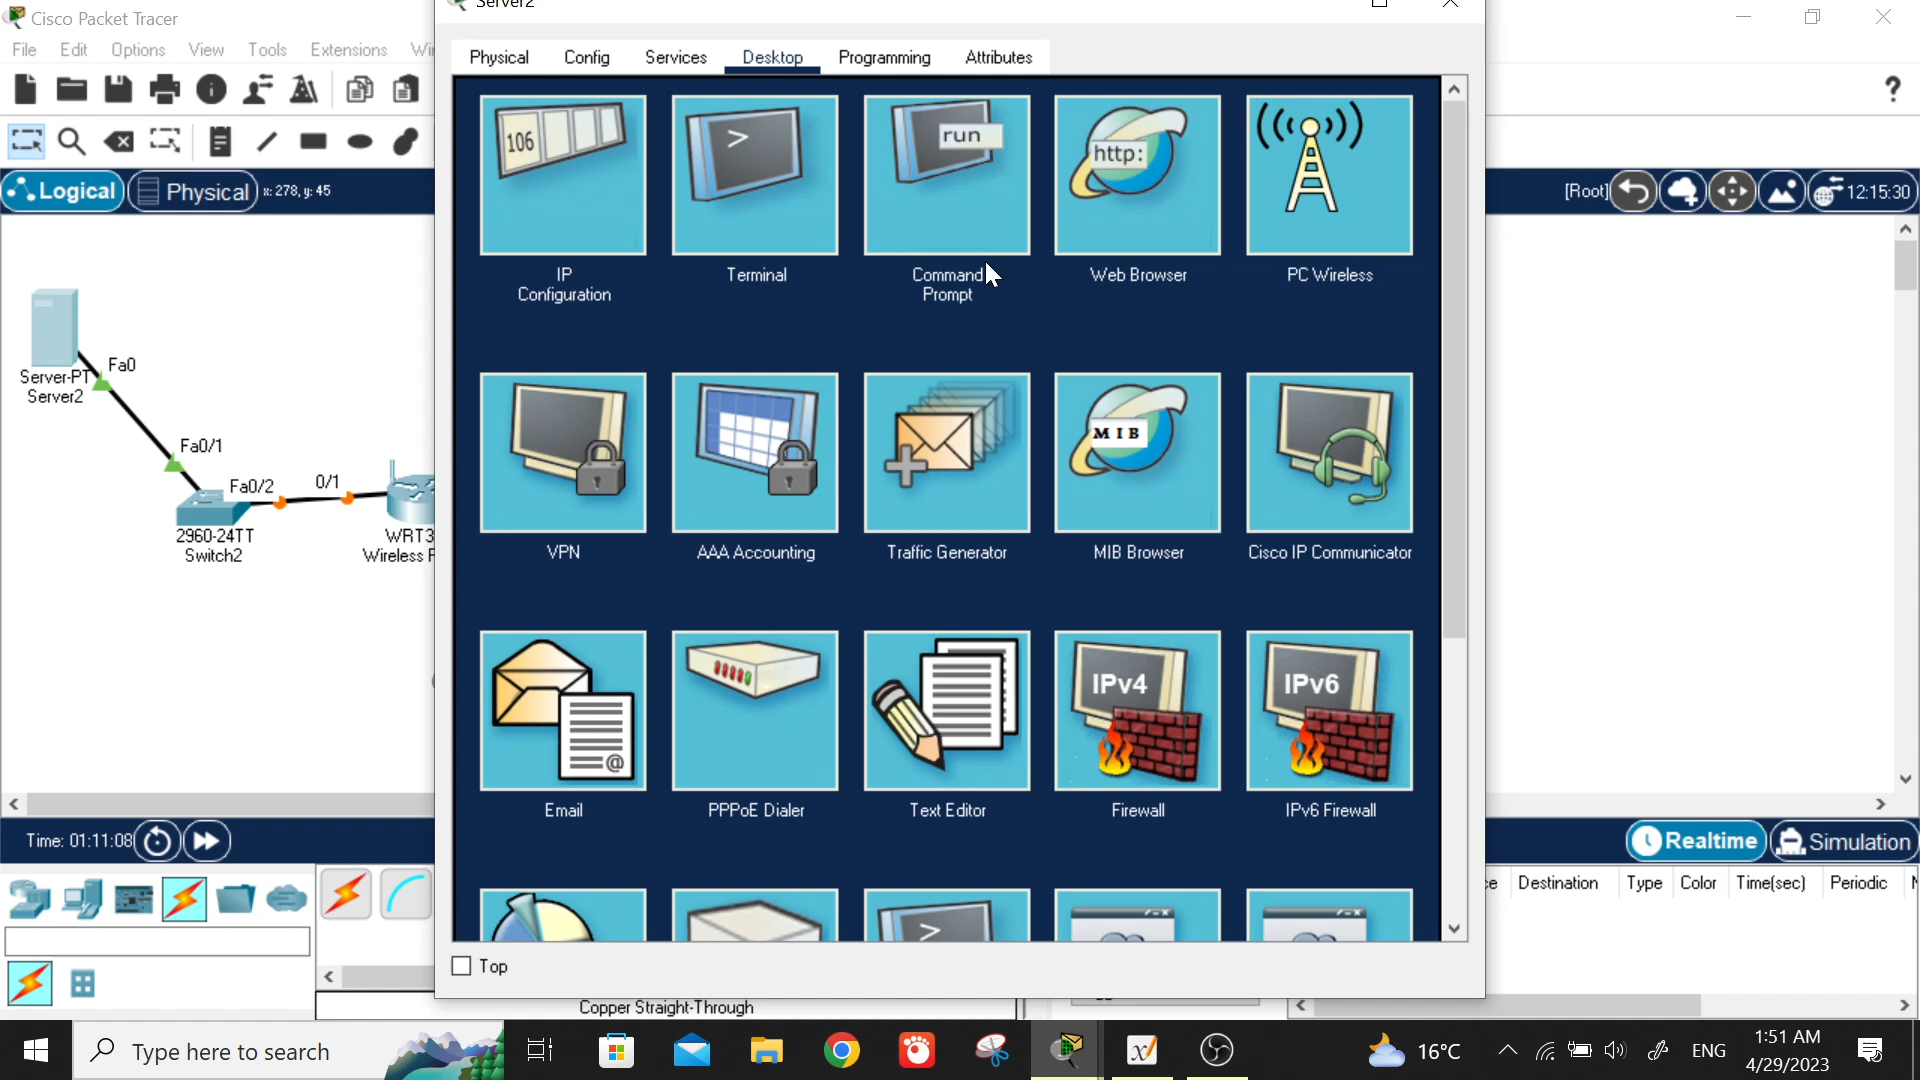 Cisco Packet Tracer
Server2
File Edit Options View Tools Extensions
Physical Config Services Desktop Programming Attributes
?
Logical Physical x: 278, y: 45
[Root] 12:15:30
106
>
run
http:
IP
Configuration
Terminal
Command
Prompt
Web Browser
PC Wireless
Server-PT
Server2
Fa0
Fa0/1
Fa0/2
0/1
2960-24TT
Switch2
WRT3
Wireless
MIB
VPN
AAA Accounting
Traffic Generator
MIB Browser
Cisco IP Communicator
@
IPv4
IPv6
Email
PPPoE Dialer
Text Editor
Firewall
IPv6 Firewall
>
Time: 01:11:08
Realtime Simulation
Destination Type Color Time(sec) Periodic
Top
Copper Straight-Through
Type here to search
16°C
ENG
1:51 AM
4/29/2023